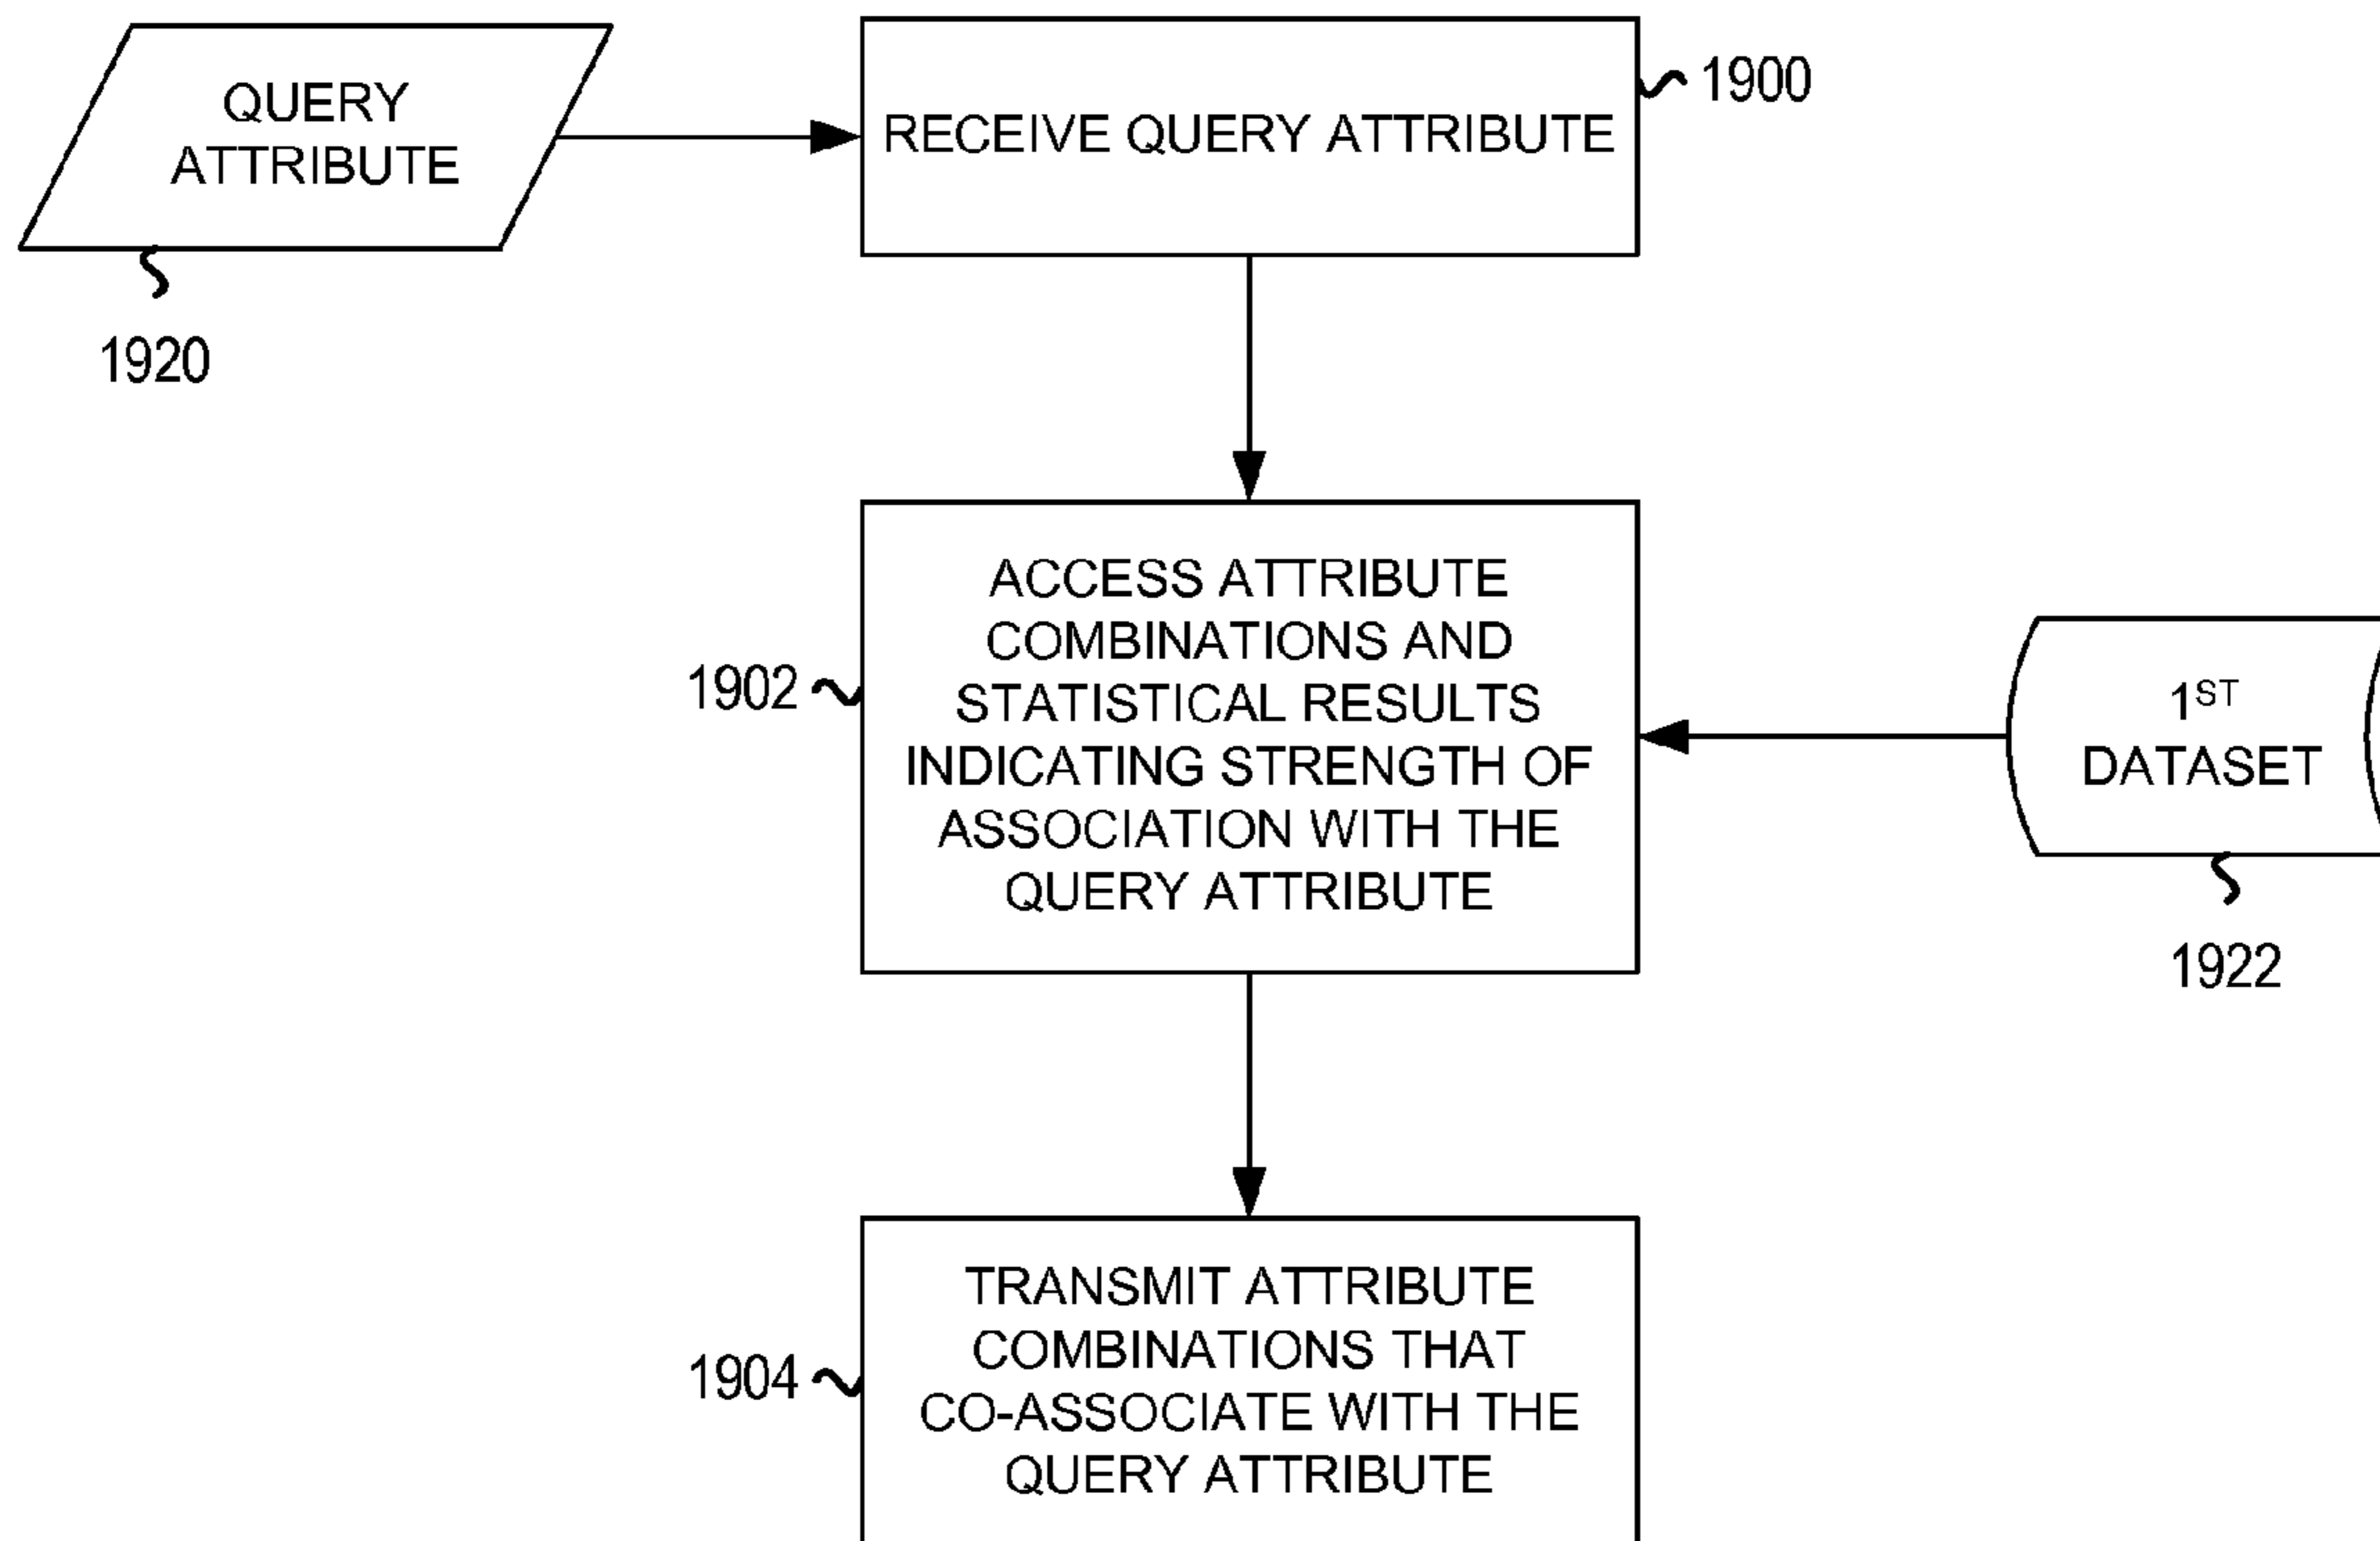 QUERY
ATTRIBUTE
1920
RECEIVE QUERY ATTRIBUTE
1900
ACCESS ATTRIBUTE
COMBINATIONS AND
STATISTICAL RESULTS
INDICATING STRENGTH OF
ASSOCIATION WITH THE
QUERY ATTRIBUTE
1902
1ST
DATASET
1922
TRANSMIT ATTRIBUTE
COMBINATIONS THAT
CO-ASSOCIATE WITH THE
QUERY ATTRIBUTE
1904